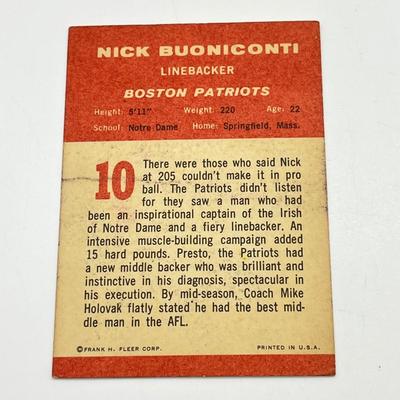 NICK BUONICONTI
LINEBACKER
BOSTON PATRIOTS
Height: 5'11" Weight: 220 Age: 22
School: Notre Dame Home: Springfield, Mass.
10
There were those who said Nick
at 205 couldn't make it in pro
ball. The Patriots didn't listen
for they saw a man who had
been an inspirational captain of the Irish
of Notre Dame and a fiery linebacker. An
intensive muscle-building campaign added
15 hard pounds. Presto, the Patriots had
a new middle backer who was brilliant and
instinctive in his diagnosis, spectacular in
his execution. By mid-season, Coach Mike
Holovak flatly stated he had the best mid-
dle man in the AFL.
©FRANK H. FLEER CORP. PRINTED IN U.S.A.